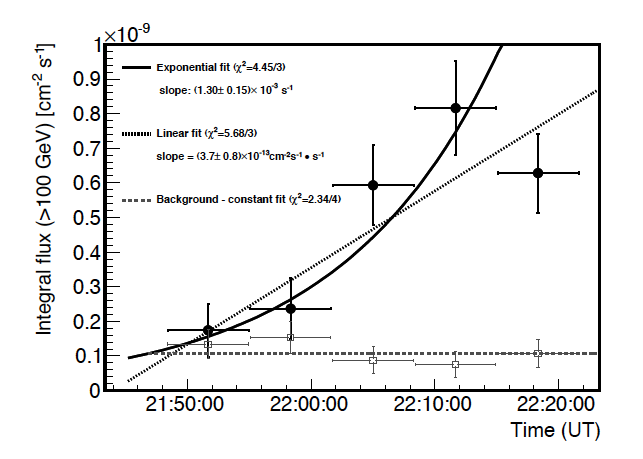 1×10⁻⁹
Exponential fit (χ²=4.45/3)
slope: (1.30± 0.15)× 10⁻³ s⁻¹
Linear fit (χ²=5.68/3)
slope = (3.7± 0.8)×10⁻¹³cm⁻²s⁻¹ • s⁻¹
Background - constant fit (χ²=2.34/4)
Integral flux (>100 GeV) [cm⁻² s⁻¹]
0.9
0.8
0.7
0.6
0.5
0.4
0.3
0.2
0.1
0
21:50:00 22:00:00 22:10:00 22:20:00
Time (UT)